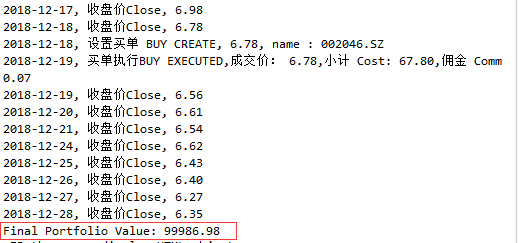 2018-12-17, 收盘价Close, 6.98
2018-12-18, 收盘价Close, 6.78
2018-12-18, 设置买单 BUY CREATE, 6.78, name : 002046.SZ
2018-12-19, 买单执行BUY EXECUTED,成交价： 6.78,小计 Cost: 67.80,佣金 Comm
0.07
2018-12-19, 收盘价Close, 6.56
2018-12-20, 收盘价Close, 6.61
2018-12-21, 收盘价Close, 6.54
2018-12-24, 收盘价Close, 6.62
2018-12-25, 收盘价Close, 6.43
2018-12-26, 收盘价Close, 6.40
2018-12-27, 收盘价Close, 6.27
2018-12-28, 收盘价Close, 6.35
Final Portfolio Value: 99986.98